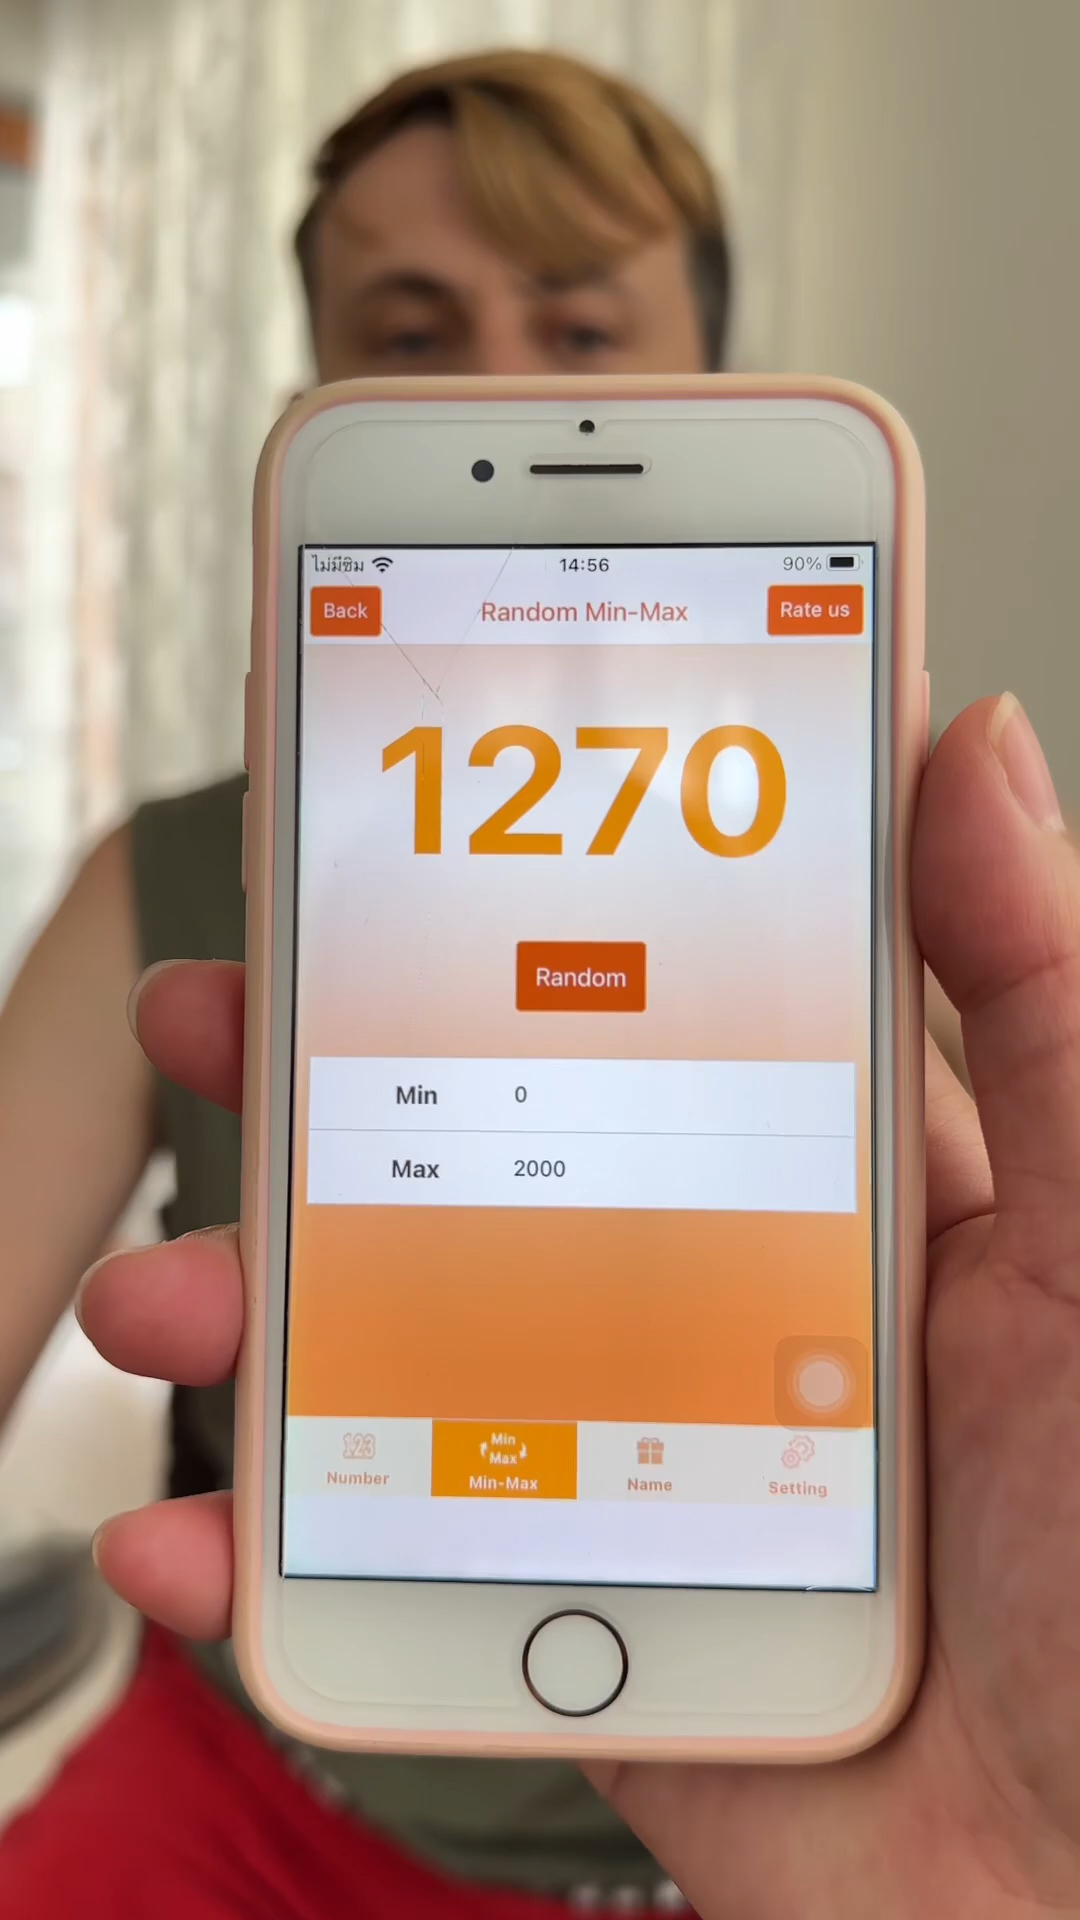 ไม่มีซิม 14:56 90%
Back Random Min-Max Rate us
1270
Random
Min 0
Max 2000
123 Min Max
Number Min-Max Name Setting